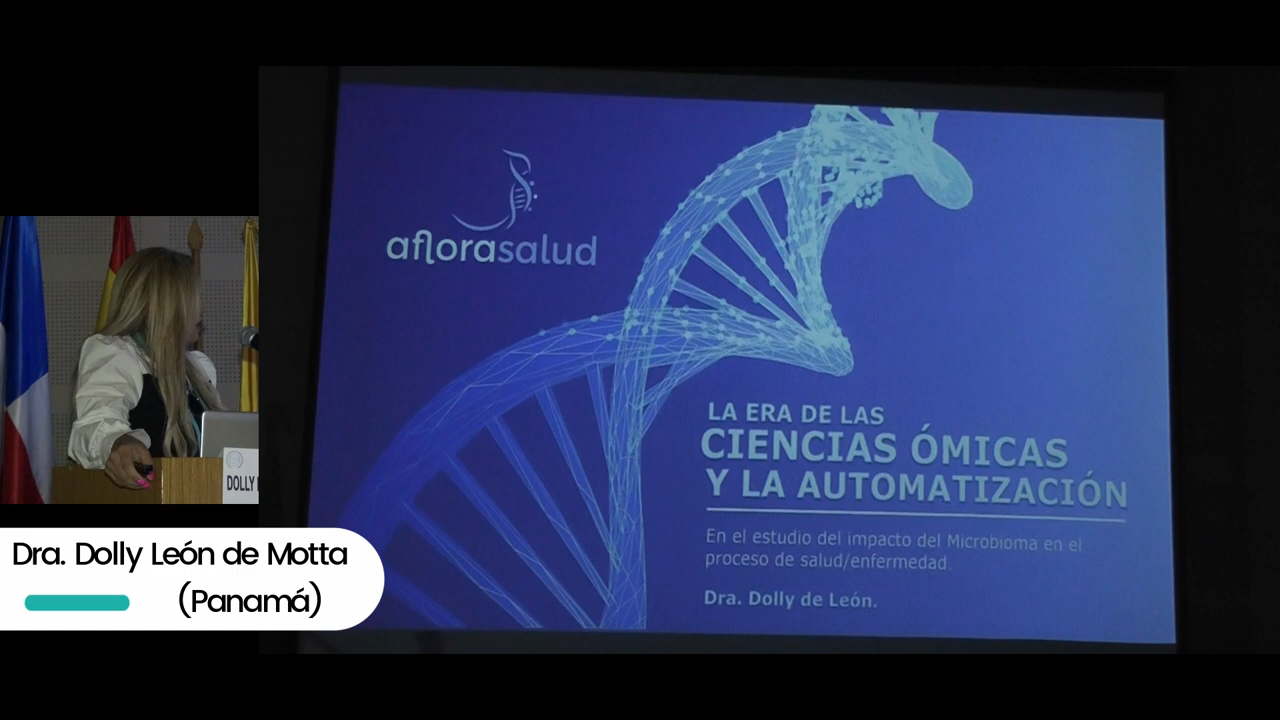 aflorasalud
LA ERA DE LAS
CIENCIAS ÓMICAS
Y LA AUTOMATIZACIÓN
En el estudio del impacto del Microbioma en el
proceso de salud/enfermedad.
Dra. Dolly de León.
DOLLY
Dra. Dolly León de Motta
(Panamá)